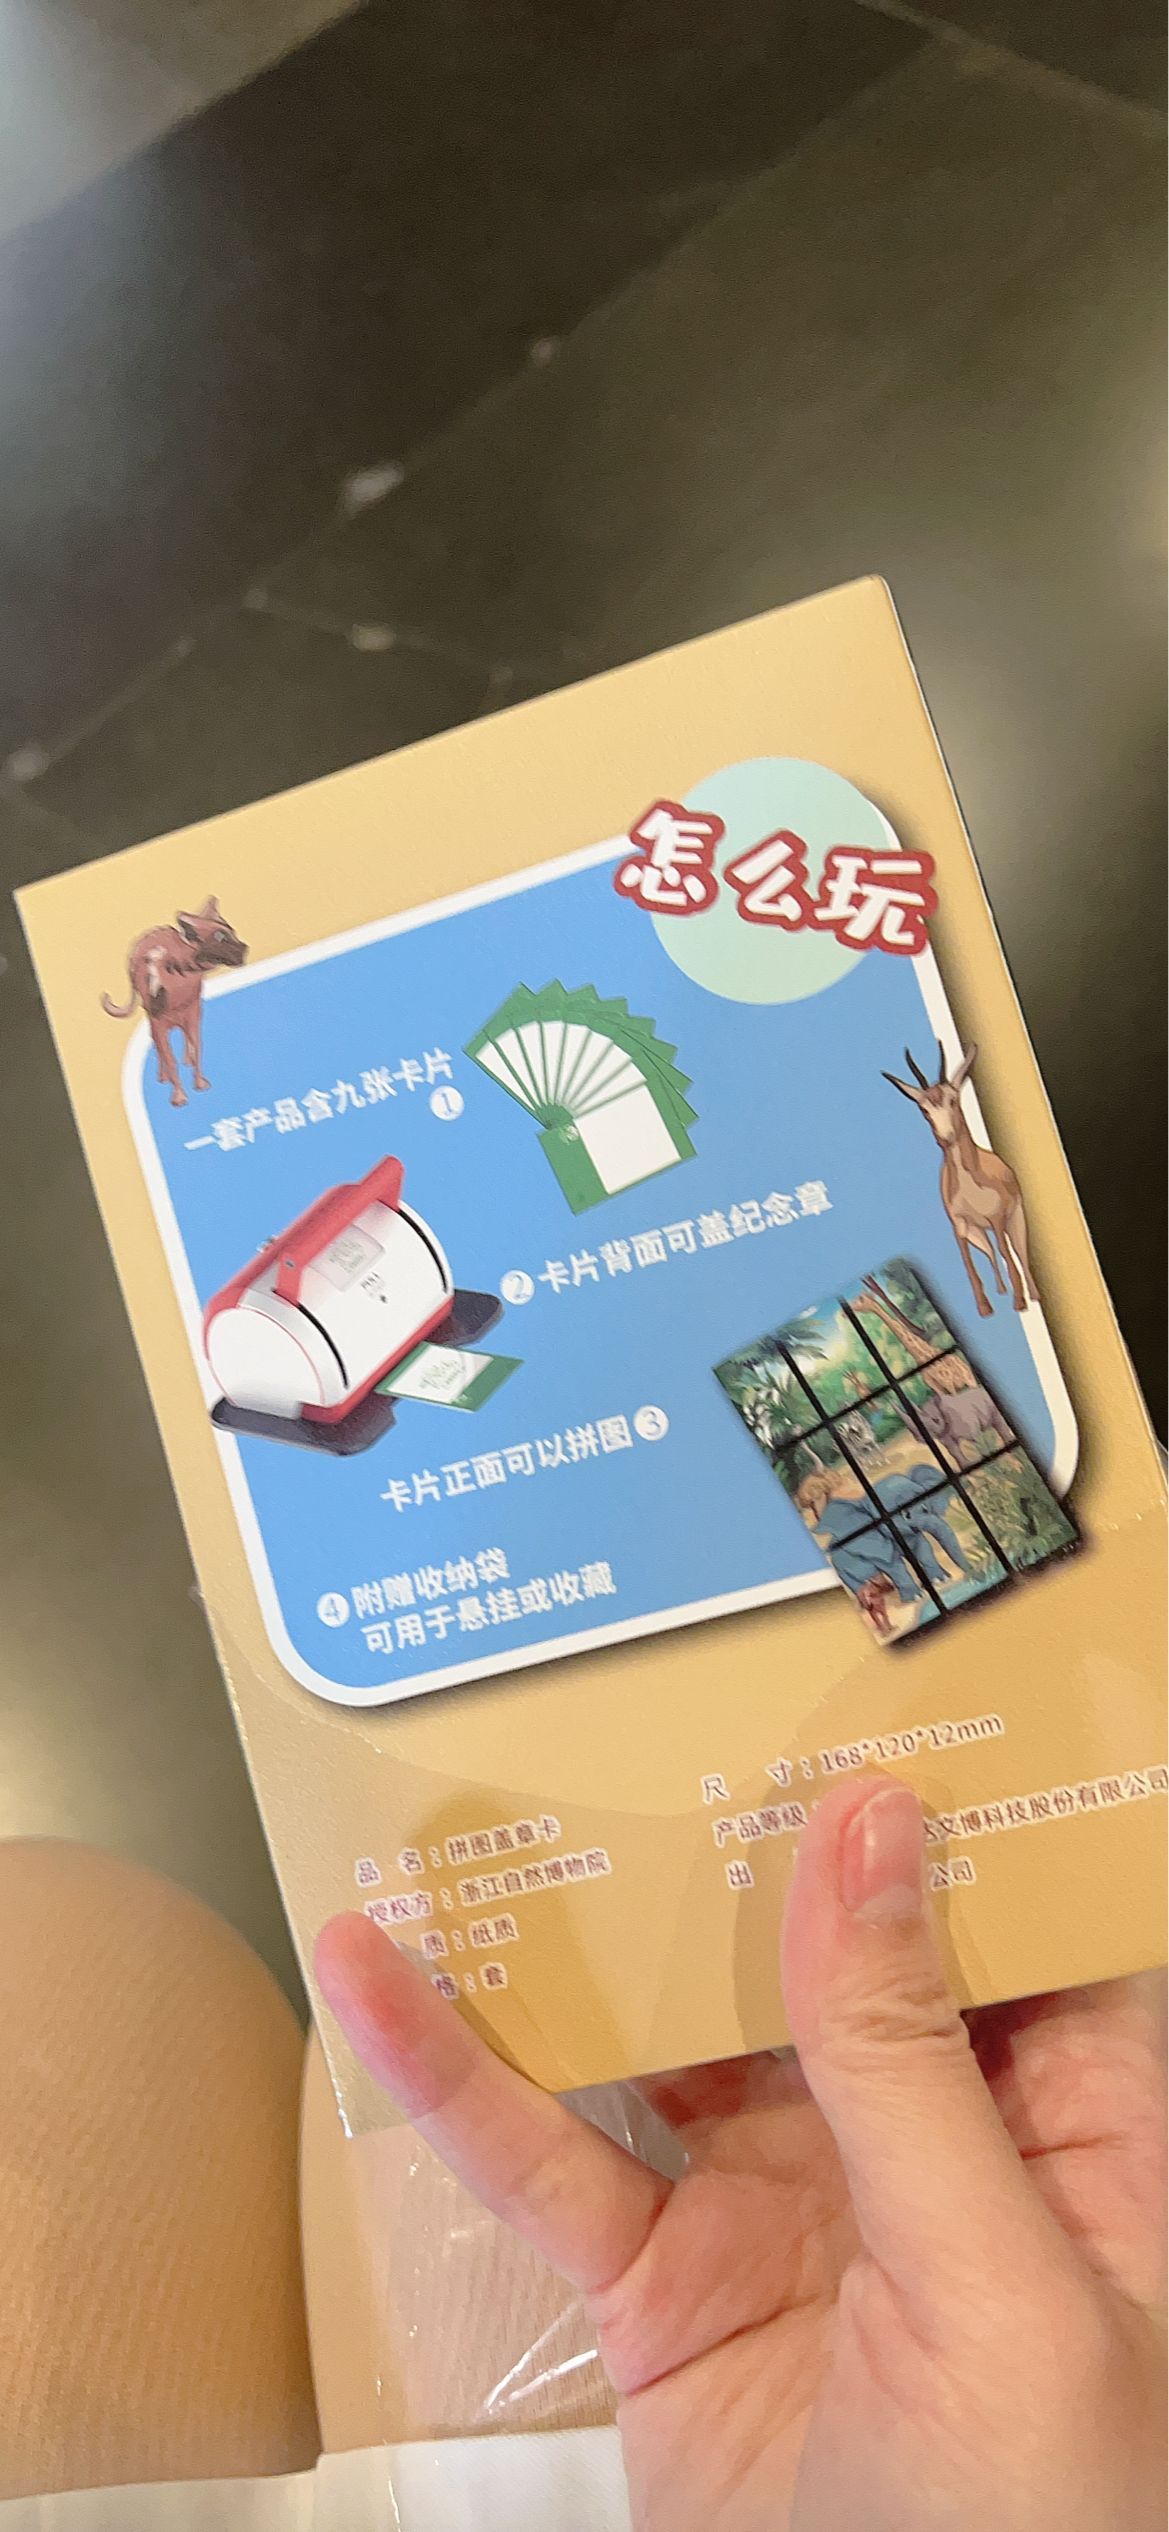 怎么玩
一套产品含九张卡片
①
②卡片背面可盖纪念章
卡片正面可以拼图③
④附赠收纳袋
可用于悬挂或收藏
品 名：拼图盖章卡
授权方：浙江自然博物院
质：纸质
格：套
尺 寸：168*120*12mm
产品等级
文博科技股份有限公司
出
公司